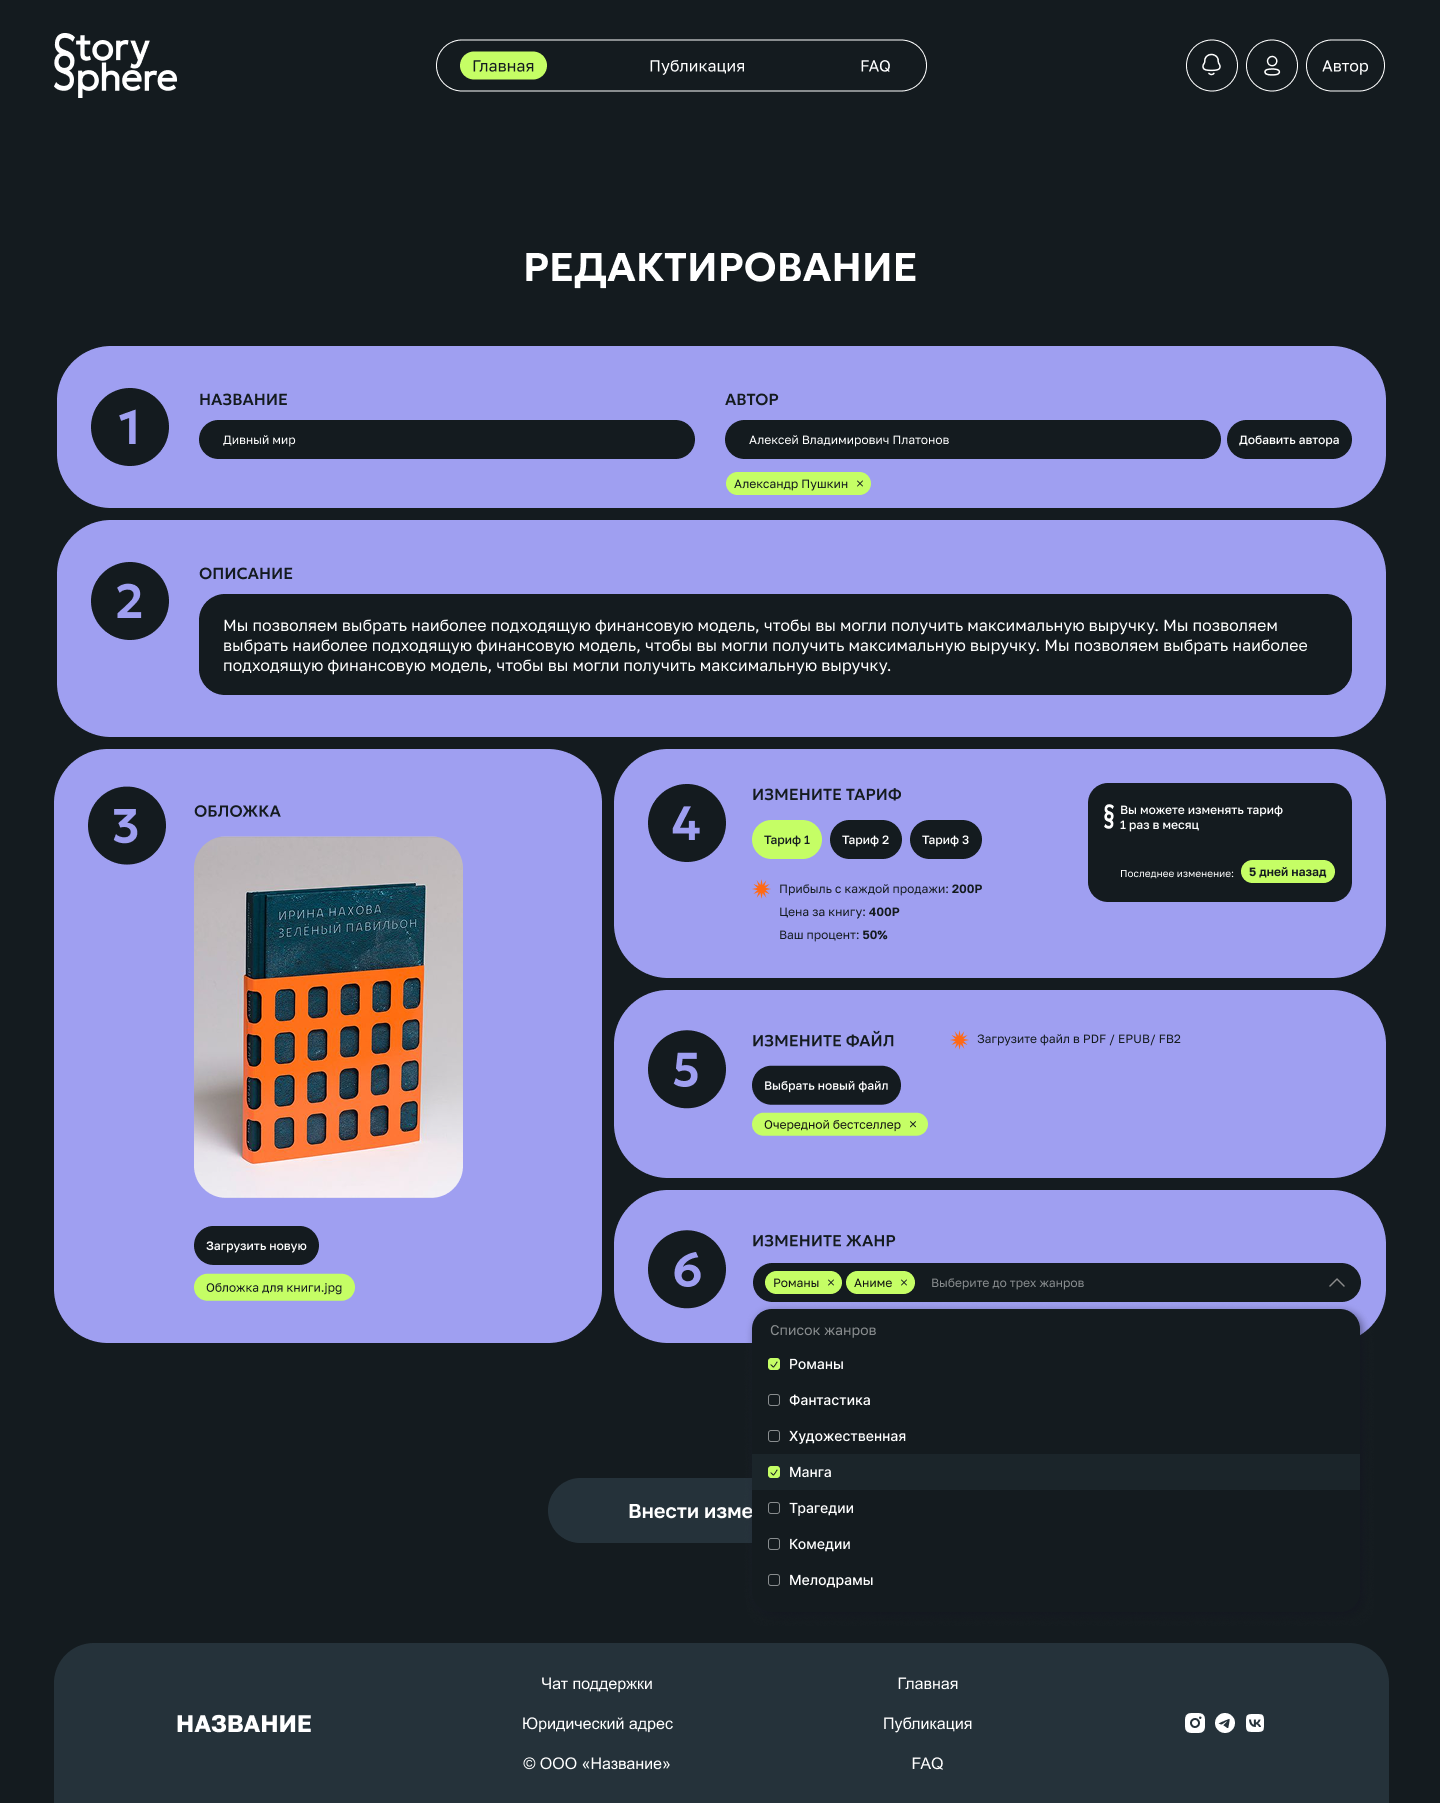 Story
Sphere
Главная
Публикация
FAQ
Автор
РЕДАКТИРОВАНИЕ
1
НАЗВАНИЕ
Дивный мир
АВТОР
Алексей Владимирович Платонов
Добавить автора
Александр Пушкин ×
2
ОПИСАНИЕ
Мы позволяем выбрать наиболее подходящую финансовую модель, чтобы вы могли получить максимальную выручку. Мы позволяем
выбрать наиболее подходящую финансовую модель, чтобы вы могли получить максимальную выручку. Мы позволяем выбрать наиболее
подходящую финансовую модель, чтобы вы могли получить максимальную выручку.
3
ОБЛОЖКА
ИРИНА НАХОВА
ЗЕЛЁНЫЙ ПАВИЛЬОН
Загрузить новую
Обложка для книги.jpg
4
ИЗМЕНИТЕ ТАРИФ
Тариф 1
Тариф 2
Тариф 3
Прибыль с каждой продажи: 200Р
Цена за книгу: 400Р
Ваш процент: 50%
§
Вы можете изменять тариф
1 раз в месяц
Последнее изменение: 5 дней назад
5
ИЗМЕНИТЕ ФАЙЛ
Загрузите файл в PDF / EPUB/ FB2
Выбрать новый файл
Очередной бестселлер ×
6
ИЗМЕНИТЕ ЖАНР
Романы ×
Аниме ×
Выберите до трех жанров
Список жанров
Романы
Фантастика
Художественная
Манга
Трагедии
Комедии
Мелодрамы
Внести изме
НАЗВАНИЕ
Чат поддержки
Юридический адрес
© ООО «Название»
Главная
Публикация
FAQ